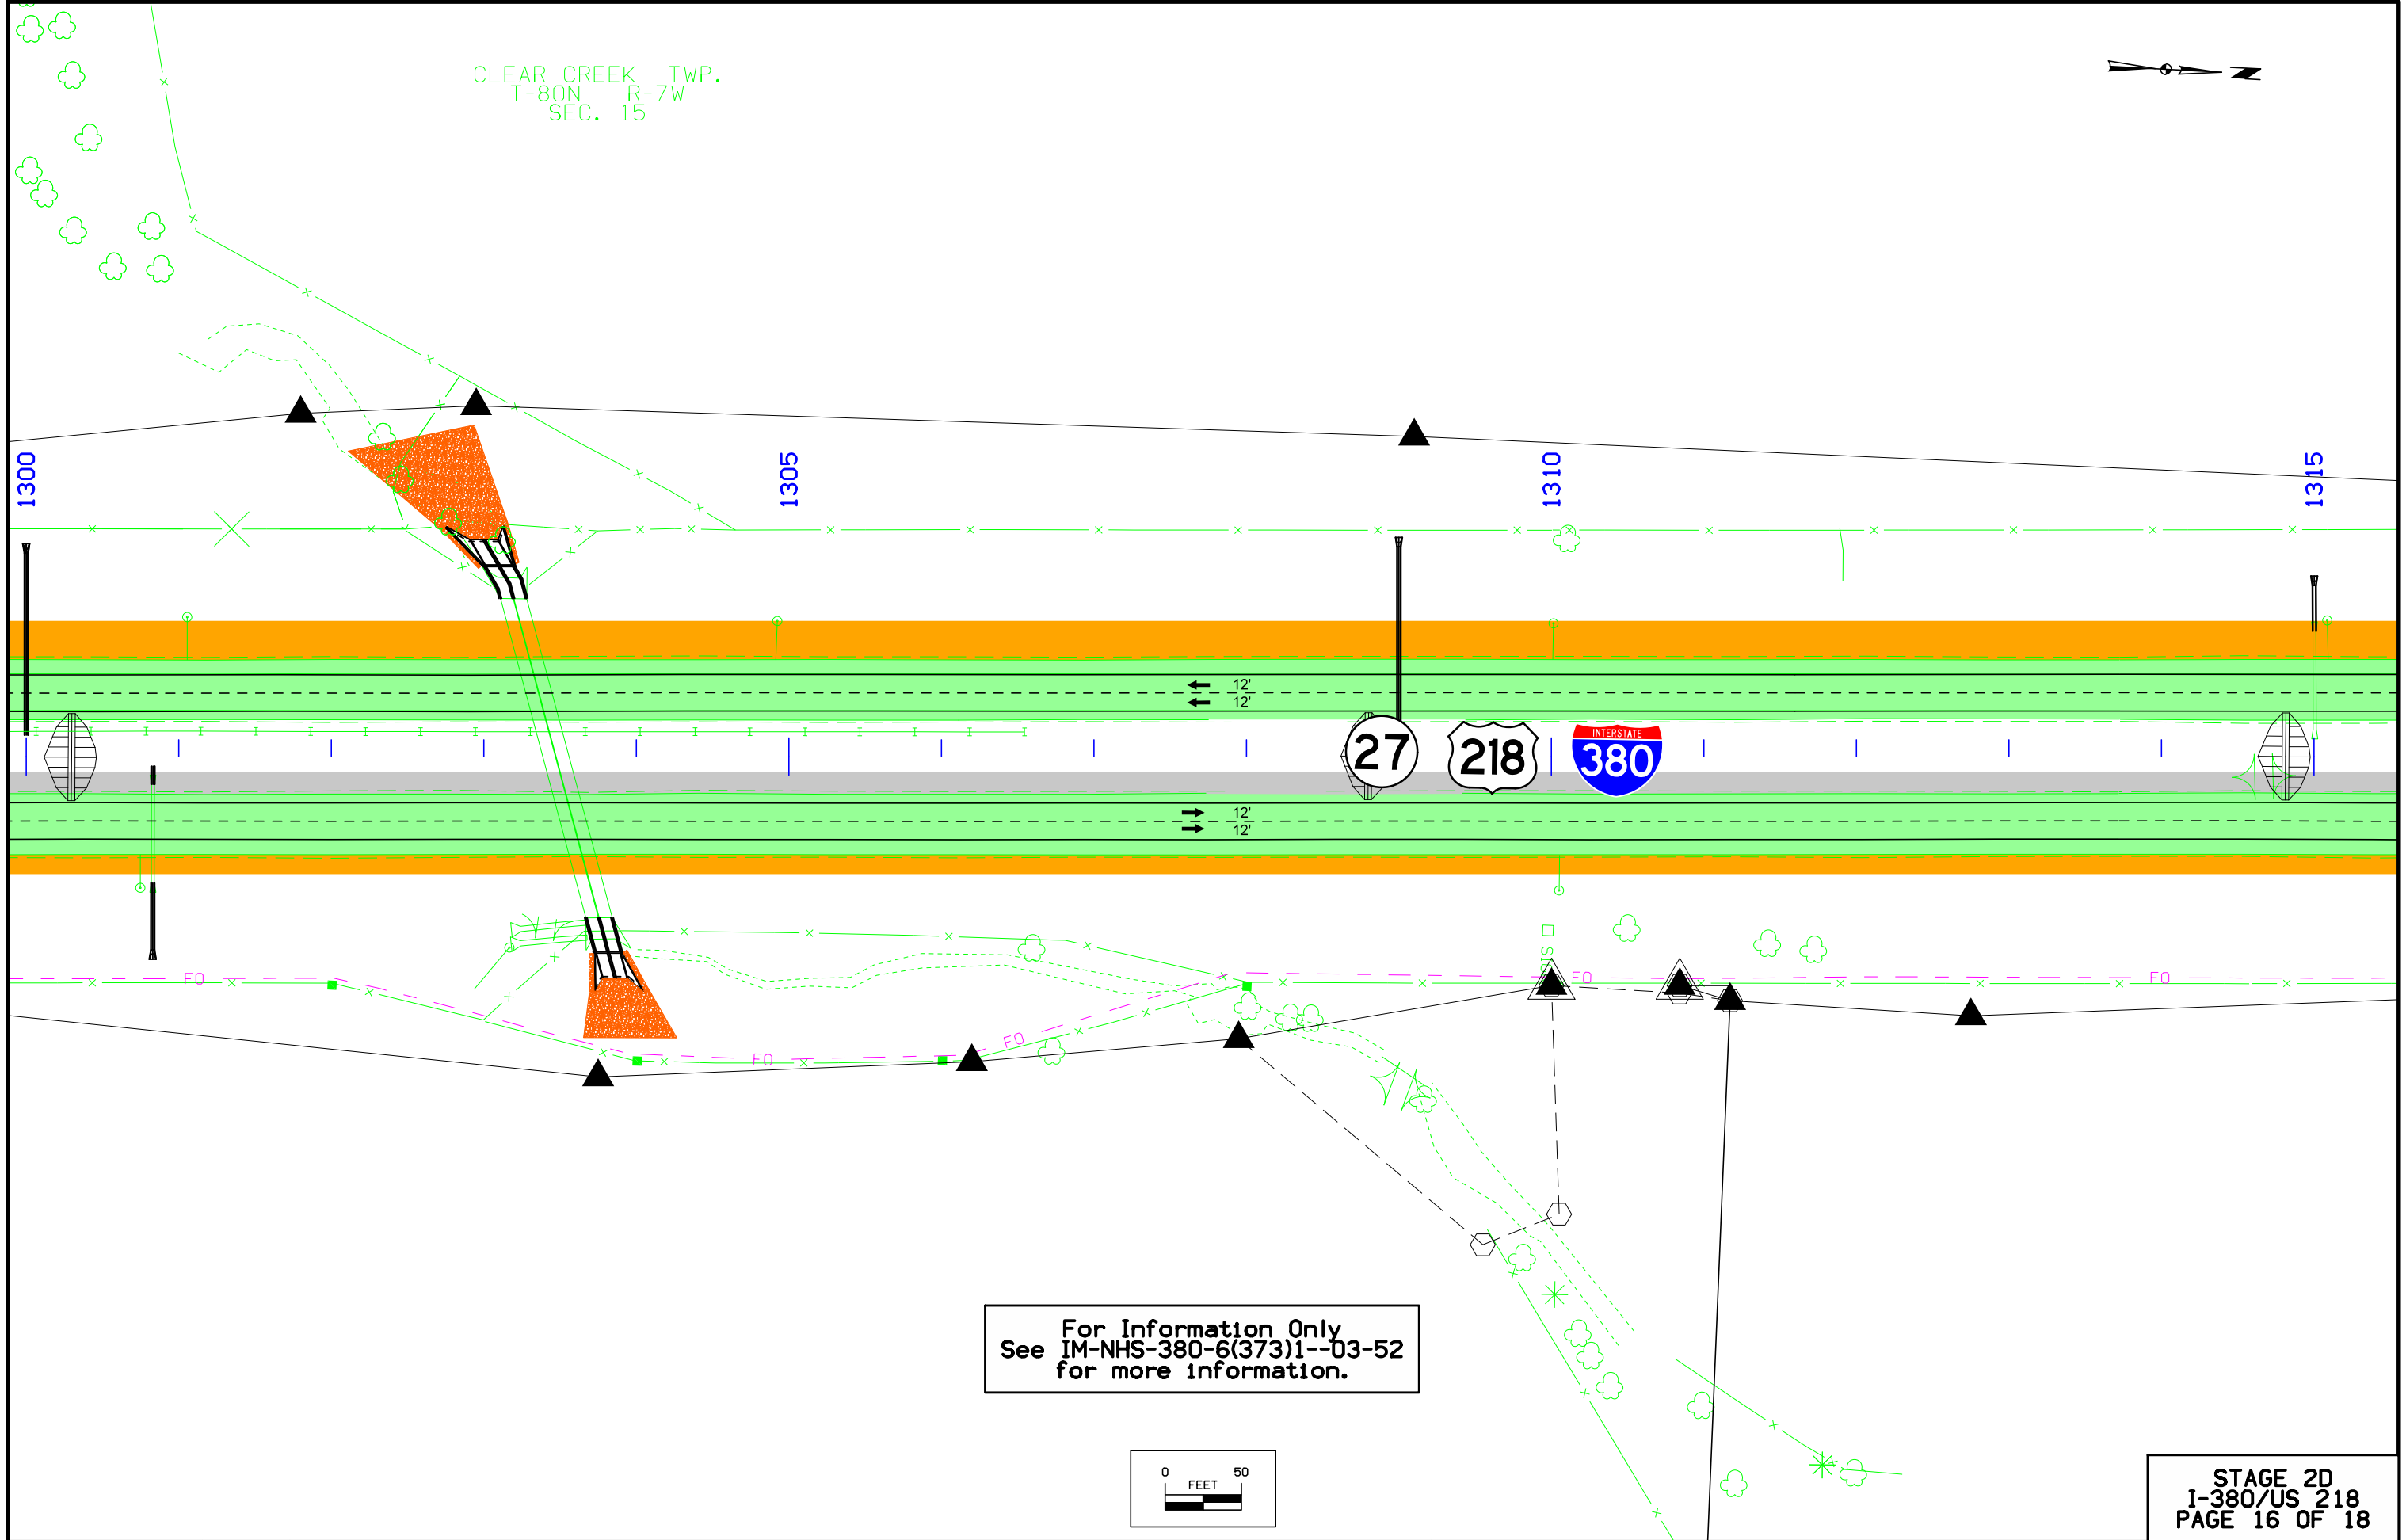 CLEAR CREEK TWP.
T-80N R-7W
SEC. 15
N
1300
1305
1310
1315
12'
12'
27
218
INTERSTATE
380
12'
12'
SIGN
FO
FO
FO
FO
FO
For Information Only
See IM-NHS-380-6(373)1--03-52
for more information.
0 50
FEET
STAGE 2D
I-380/US 218
PAGE 16 OF 18